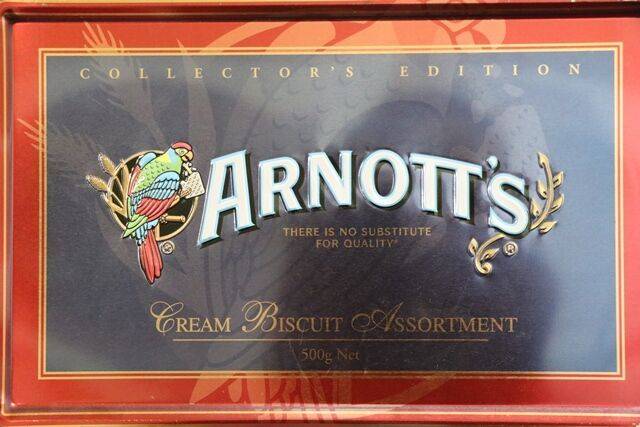 COLLECTOR'S EDITION
ARNOTT'S
®
THERE IS NO SUBSTITUTE
FOR QUALITY®
®
CREAM BISCUIT ASSORTMENT
500g Net